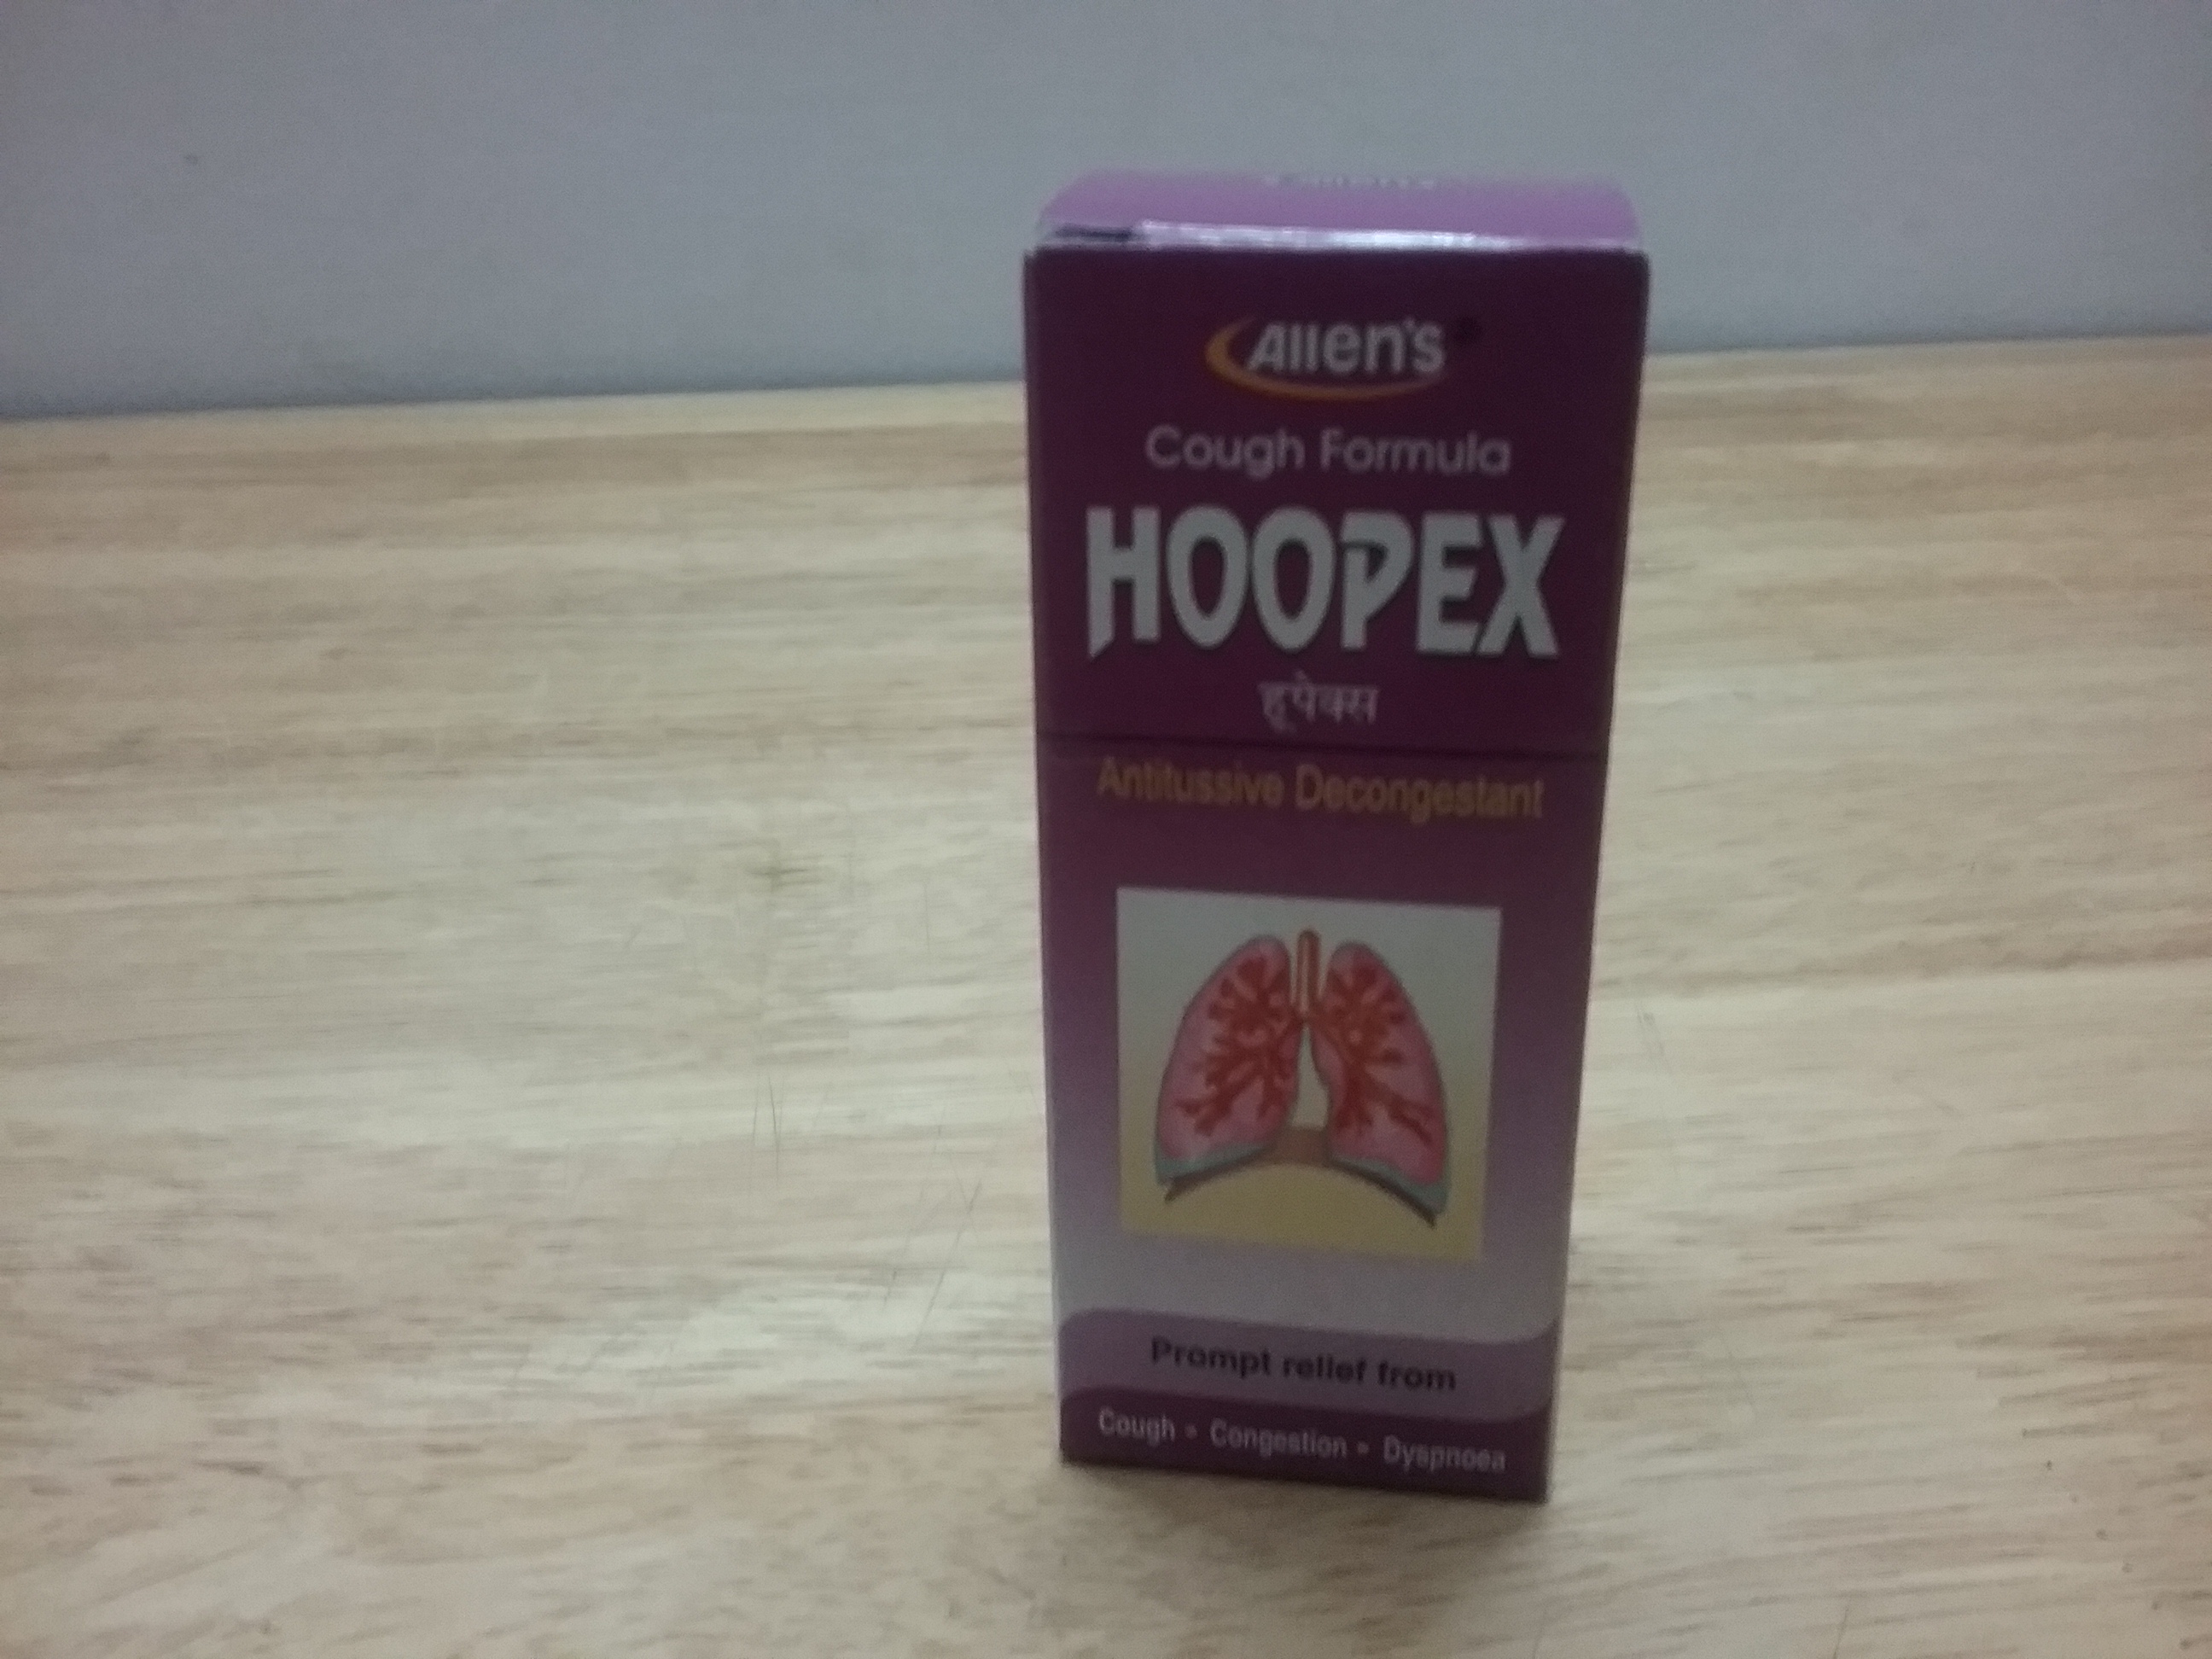 Allen's
Cough Formula
HOOPEX
हूपेक्स
Antitussive Decongestant
Prompt relief from
Cough • Congestion • Dyspnoea